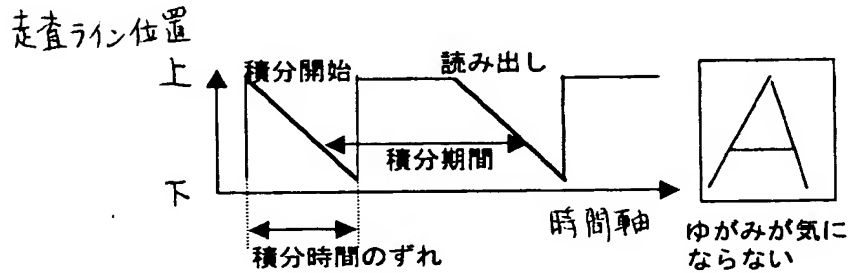 走査ライン位置
上
積分開始
読み出し
積分期間
下
時間軸
積分時間のずれ
A
ゆがみが気に
ならない